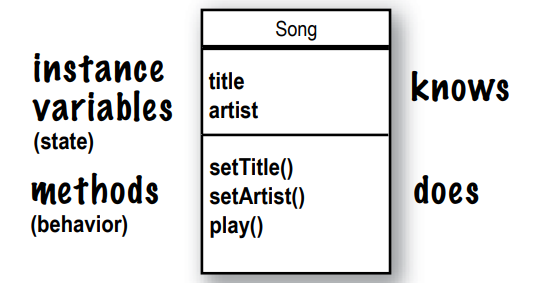 Song
instance
variables
(state)
title
artist
knows
methods
(behavior)
setTitle()
setArtist()
play()
does